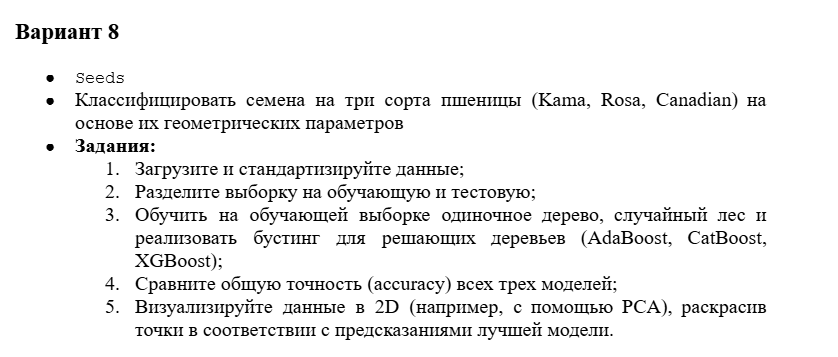 Вариант 8
● Seeds
● Классифицировать семена на три сорта пшеницы (Kama, Rosa, Canadian) на
основе их геометрических параметров
● Задания:
1. Загрузите и стандартизируйте данные;
2. Разделите выборку на обучающую и тестовую;
3. Обучить на обучающей выборке одиночное дерево, случайный лес и
реализовать бустинг для решающих деревьев (AdaBoost, CatBoost,
XGBoost);
4. Сравните общую точность (accuracy) всех трех моделей;
5. Визуализируйте данные в 2D (например, с помощью PCA), раскрасив
точки в соответствии с предсказаниями лучшей модели.